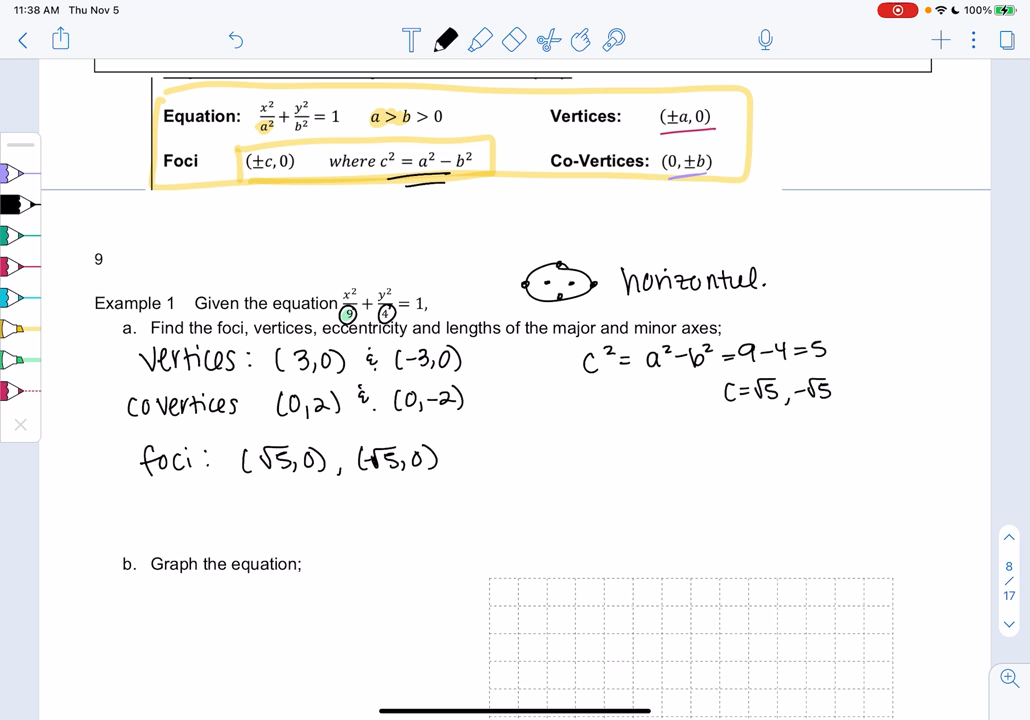 11:38 AM Thu Nov 5 100%
Equation: x²/a² + y²/b² = 1 a > b > 0 Vertices: (±a, 0)
Foci (±c, 0) where c² = a² − b² Co-Vertices: (0, ±b)
9
horizontal.
Example 1 Given the equation x²/9 + y²/4 = 1,
a. Find the foci, vertices, eccentricity and lengths of the major and minor axes;
vertices: (3,0) & (-3,0) c² = a²-b² = 9-4=5
covertices (0,2) &. (0,-2) c=√5, -√5
foci: (√5,0), (-√5,0)
b. Graph the equation;
8
/
17